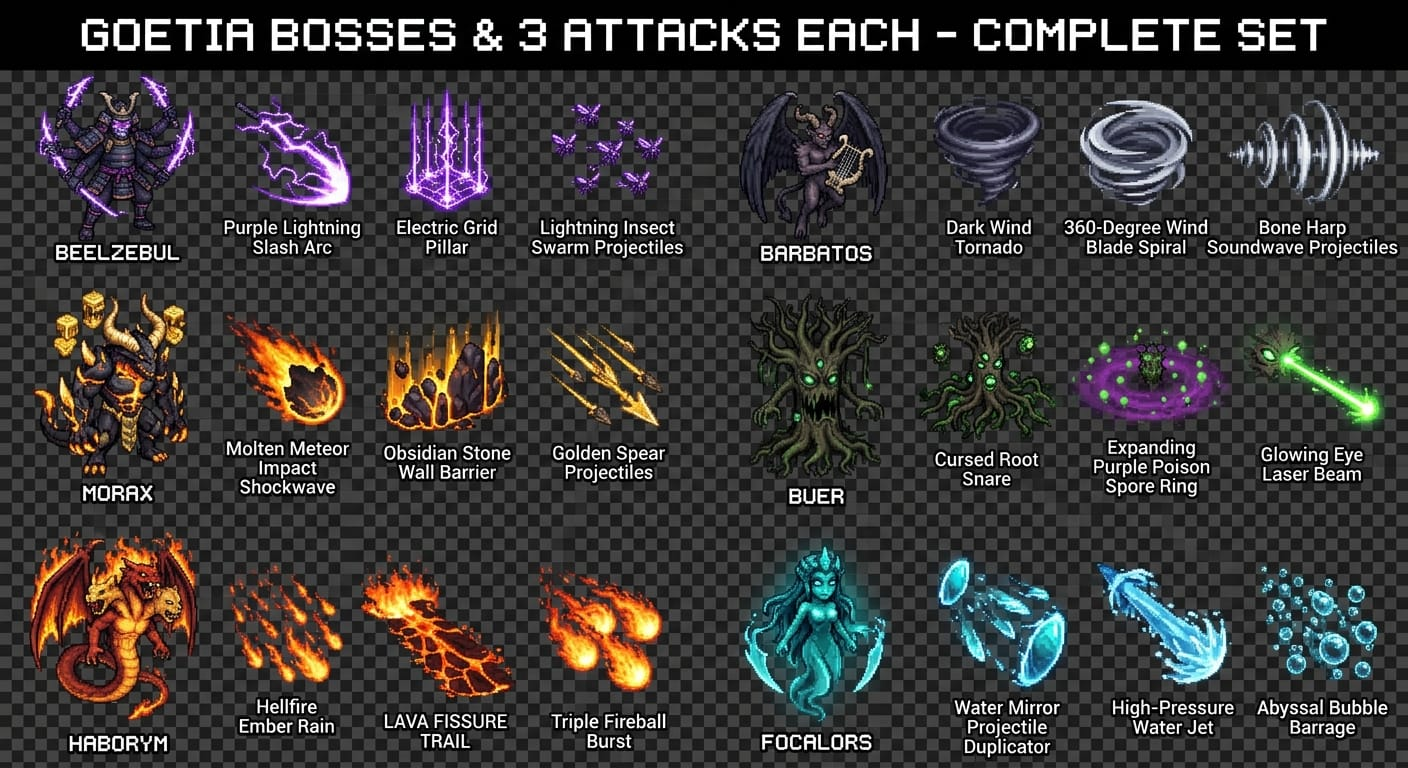 GOETIA BOSSES & 3 ATTACKS EACH - COMPLETE SET
BEELZEBUL
Purple Lightning
Slash Arc
Electric Grid
Pillar
Lightning Insect
Swarm Projectiles
BARBATOS
Dark Wind
Tornado
360-Degree Wind
Blade Spiral
Bone Harp
Soundwave Projectiles
MORAX
Molten Meteor
Impact
Shockwave
Obsidian Stone
Wall Barrier
Golden Spear
Projectiles
BUER
Cursed Root
Snare
Expanding
Purple Poison
Spore Ring
Glowing Eye
Laser Beam
HABORYM
Hellfire
Ember Rain
LAVA FISSURE
TRAIL
Triple Fireball
Burst
FOCALORS
Water Mirror
Projectile
Duplicator
High-Pressure
Water Jet
Abyssal Bubble
Barrage